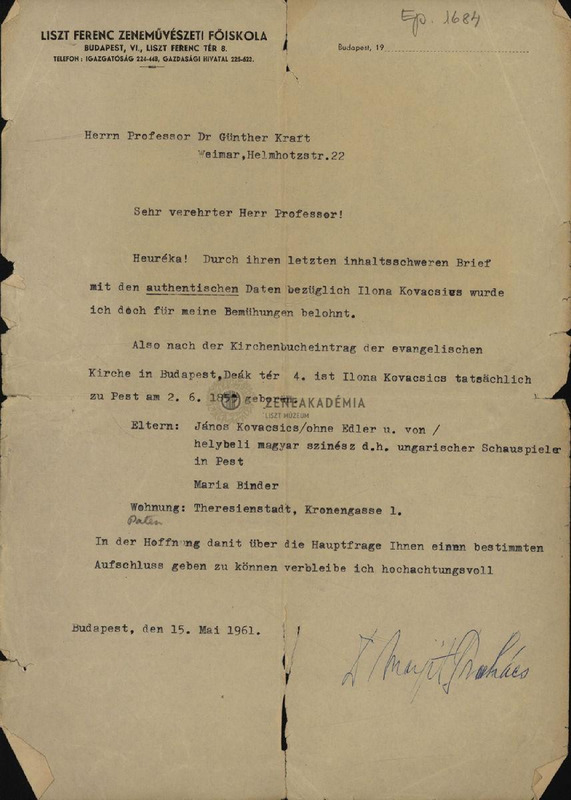 Ep. 1684
LISZT FERENC ZENEMŰVÉSZETI FŐISKOLA
BUDAPEST, VI., LISZT FERENC TÉR 8.
TELEFON: IGAZGATÓSÁG 224-448, GAZDASÁGI HIVATAL 225-622.
Budapest, 19
Herrn Professor Dr Günther Kraft
Weimar,Helmhotzstr.22
Sehr verehrter Herr Professor!
Heuréka! Durch ihren letzten inhaltsschweren Brief
mit den authentischen Daten bezüglich Ilona Kovacsius wurde
ich doch für meine Bemühungen belohnt.
Also nach der Kirchenbucheintrag der evangelischen
Kirche in Budapest,Deák tér 4. ist Ilona Kovacsics tatsächlich
zu Pest am 2. 6. geboren.
ZENEAKADÉMIA
LISZT MÚZEUM
Eltern: János Kovacsics/ohne Edler u. von /
helybeli magyar szinész d.h. ungarischer Schauspieler
in Pest
Maria Binder
Wohnung: Theresienstadt, Kronengasse 1.
Paten
In der Hoffnung danit über die Hauptfrage Ihnen einen bestimmten
Aufschluss geben zu können verbleibe ich hochachtungsvoll
Budapest, den 15. Mai 1961.
Margit Prahács